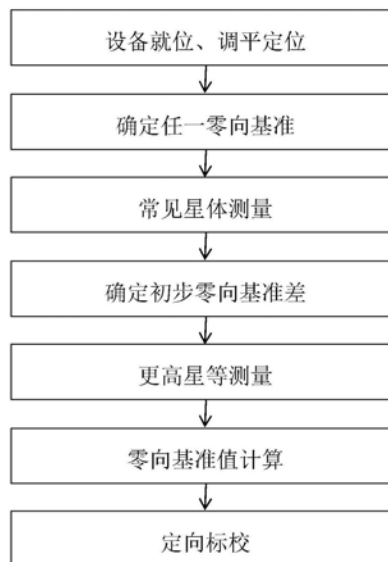 设备就位、调平定位
确定任一零向基准
常见星体测量
确定初步零向基准差
更高星等测量
零向基准值计算
定向标校